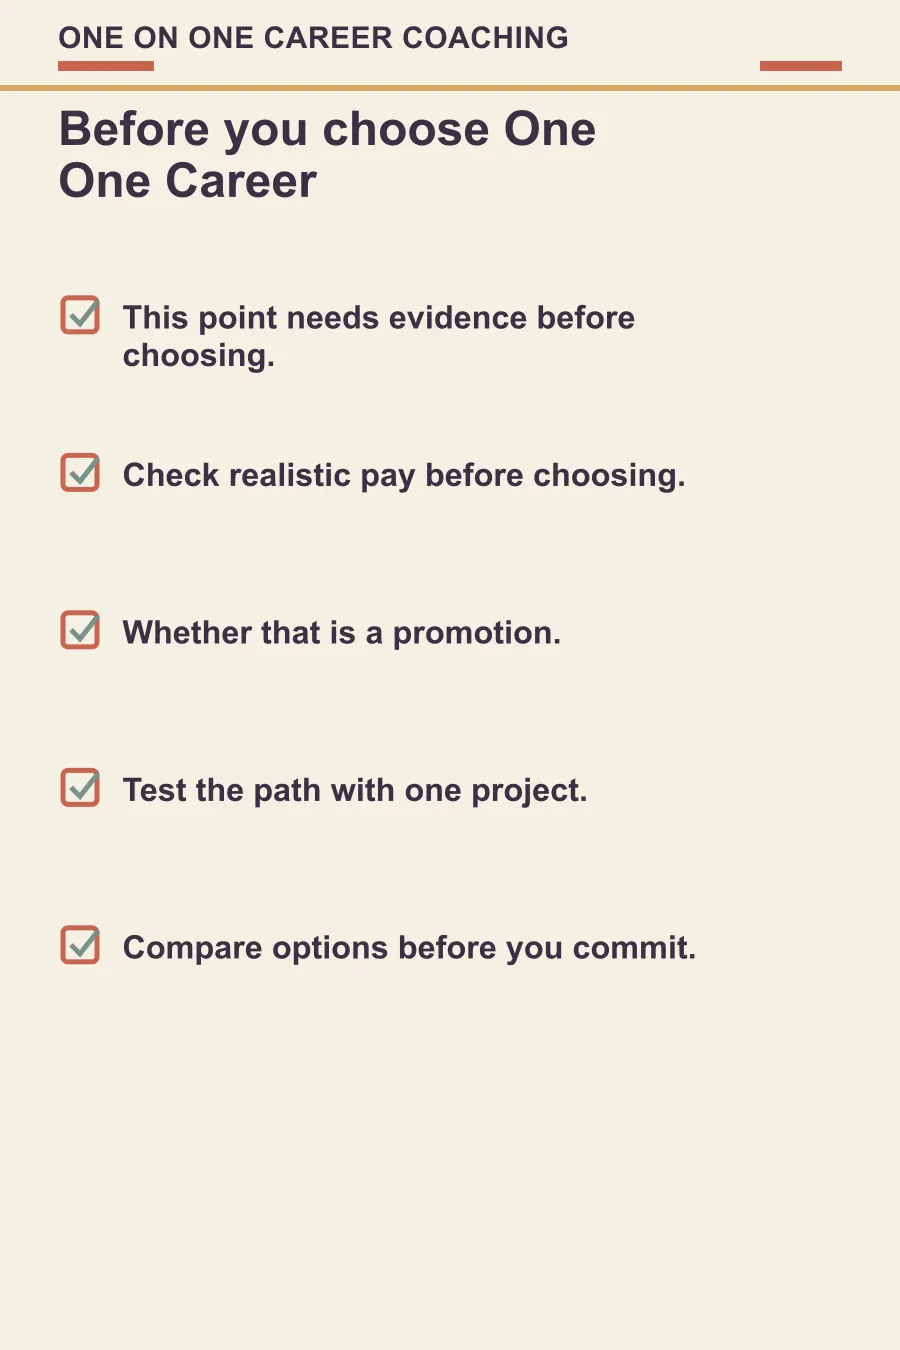 ONE ON ONE CAREER COACHING
Before you choose One
One Career
This point needs evidence before
choosing.
Check realistic pay before choosing.
Whether that is a promotion.
Test the path with one project.
Compare options before you commit.